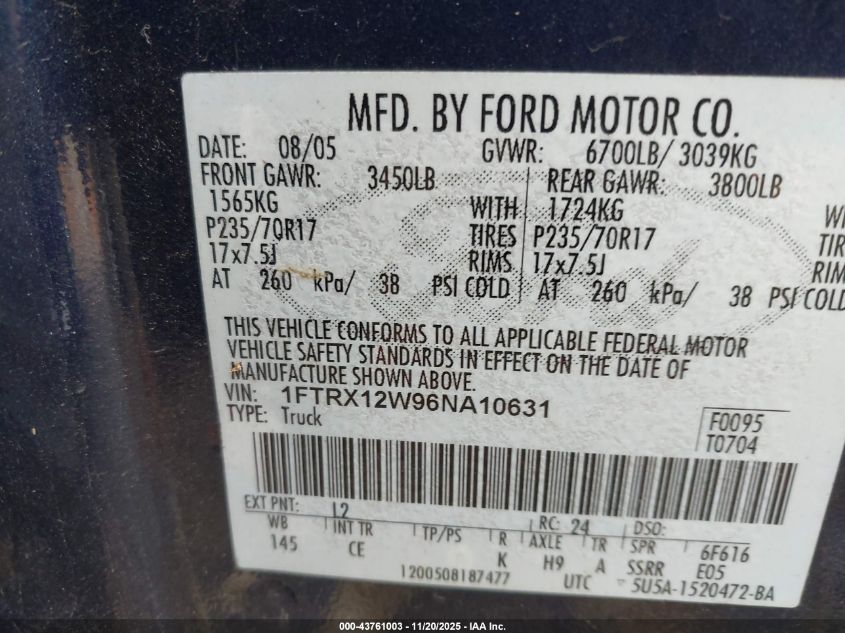 MFD. BY FORD MOTOR CO.
DATE: 08/05 GVWR: 6700LB/ 3039KG
FRONT GAWR: 3450LB REAR GAWR: 3800LB
1565KG WITH 1724KG
P235/70R17 TIRES P235/70R17 TIR
17x7.5J RIMS 17x7.5J RIM
AT 260 kPa/ 38 PSI COLD AT 260 kPa/ 38 PSI COLD
THIS VEHICLE CONFORMS TO ALL APPLICABLE FEDERAL MOTOR
VEHICLE SAFETY STANDARDS IN EFFECT ON THE DATE OF
MANUFACTURE SHOWN ABOVE.
VIN: 1FTRX12W96NA10631
TYPE: Truck
F0095
T0704
EXT PNT: 12 RC: 24 DSO:
WB INT TR TP/PS R AXLE TR SPR 6F616
145 CE K H9 A SSRR E05
1200508187477 UTC 5U5A-1520472-BA
000-43761003 - 11/20/2025 - IAA Inc.